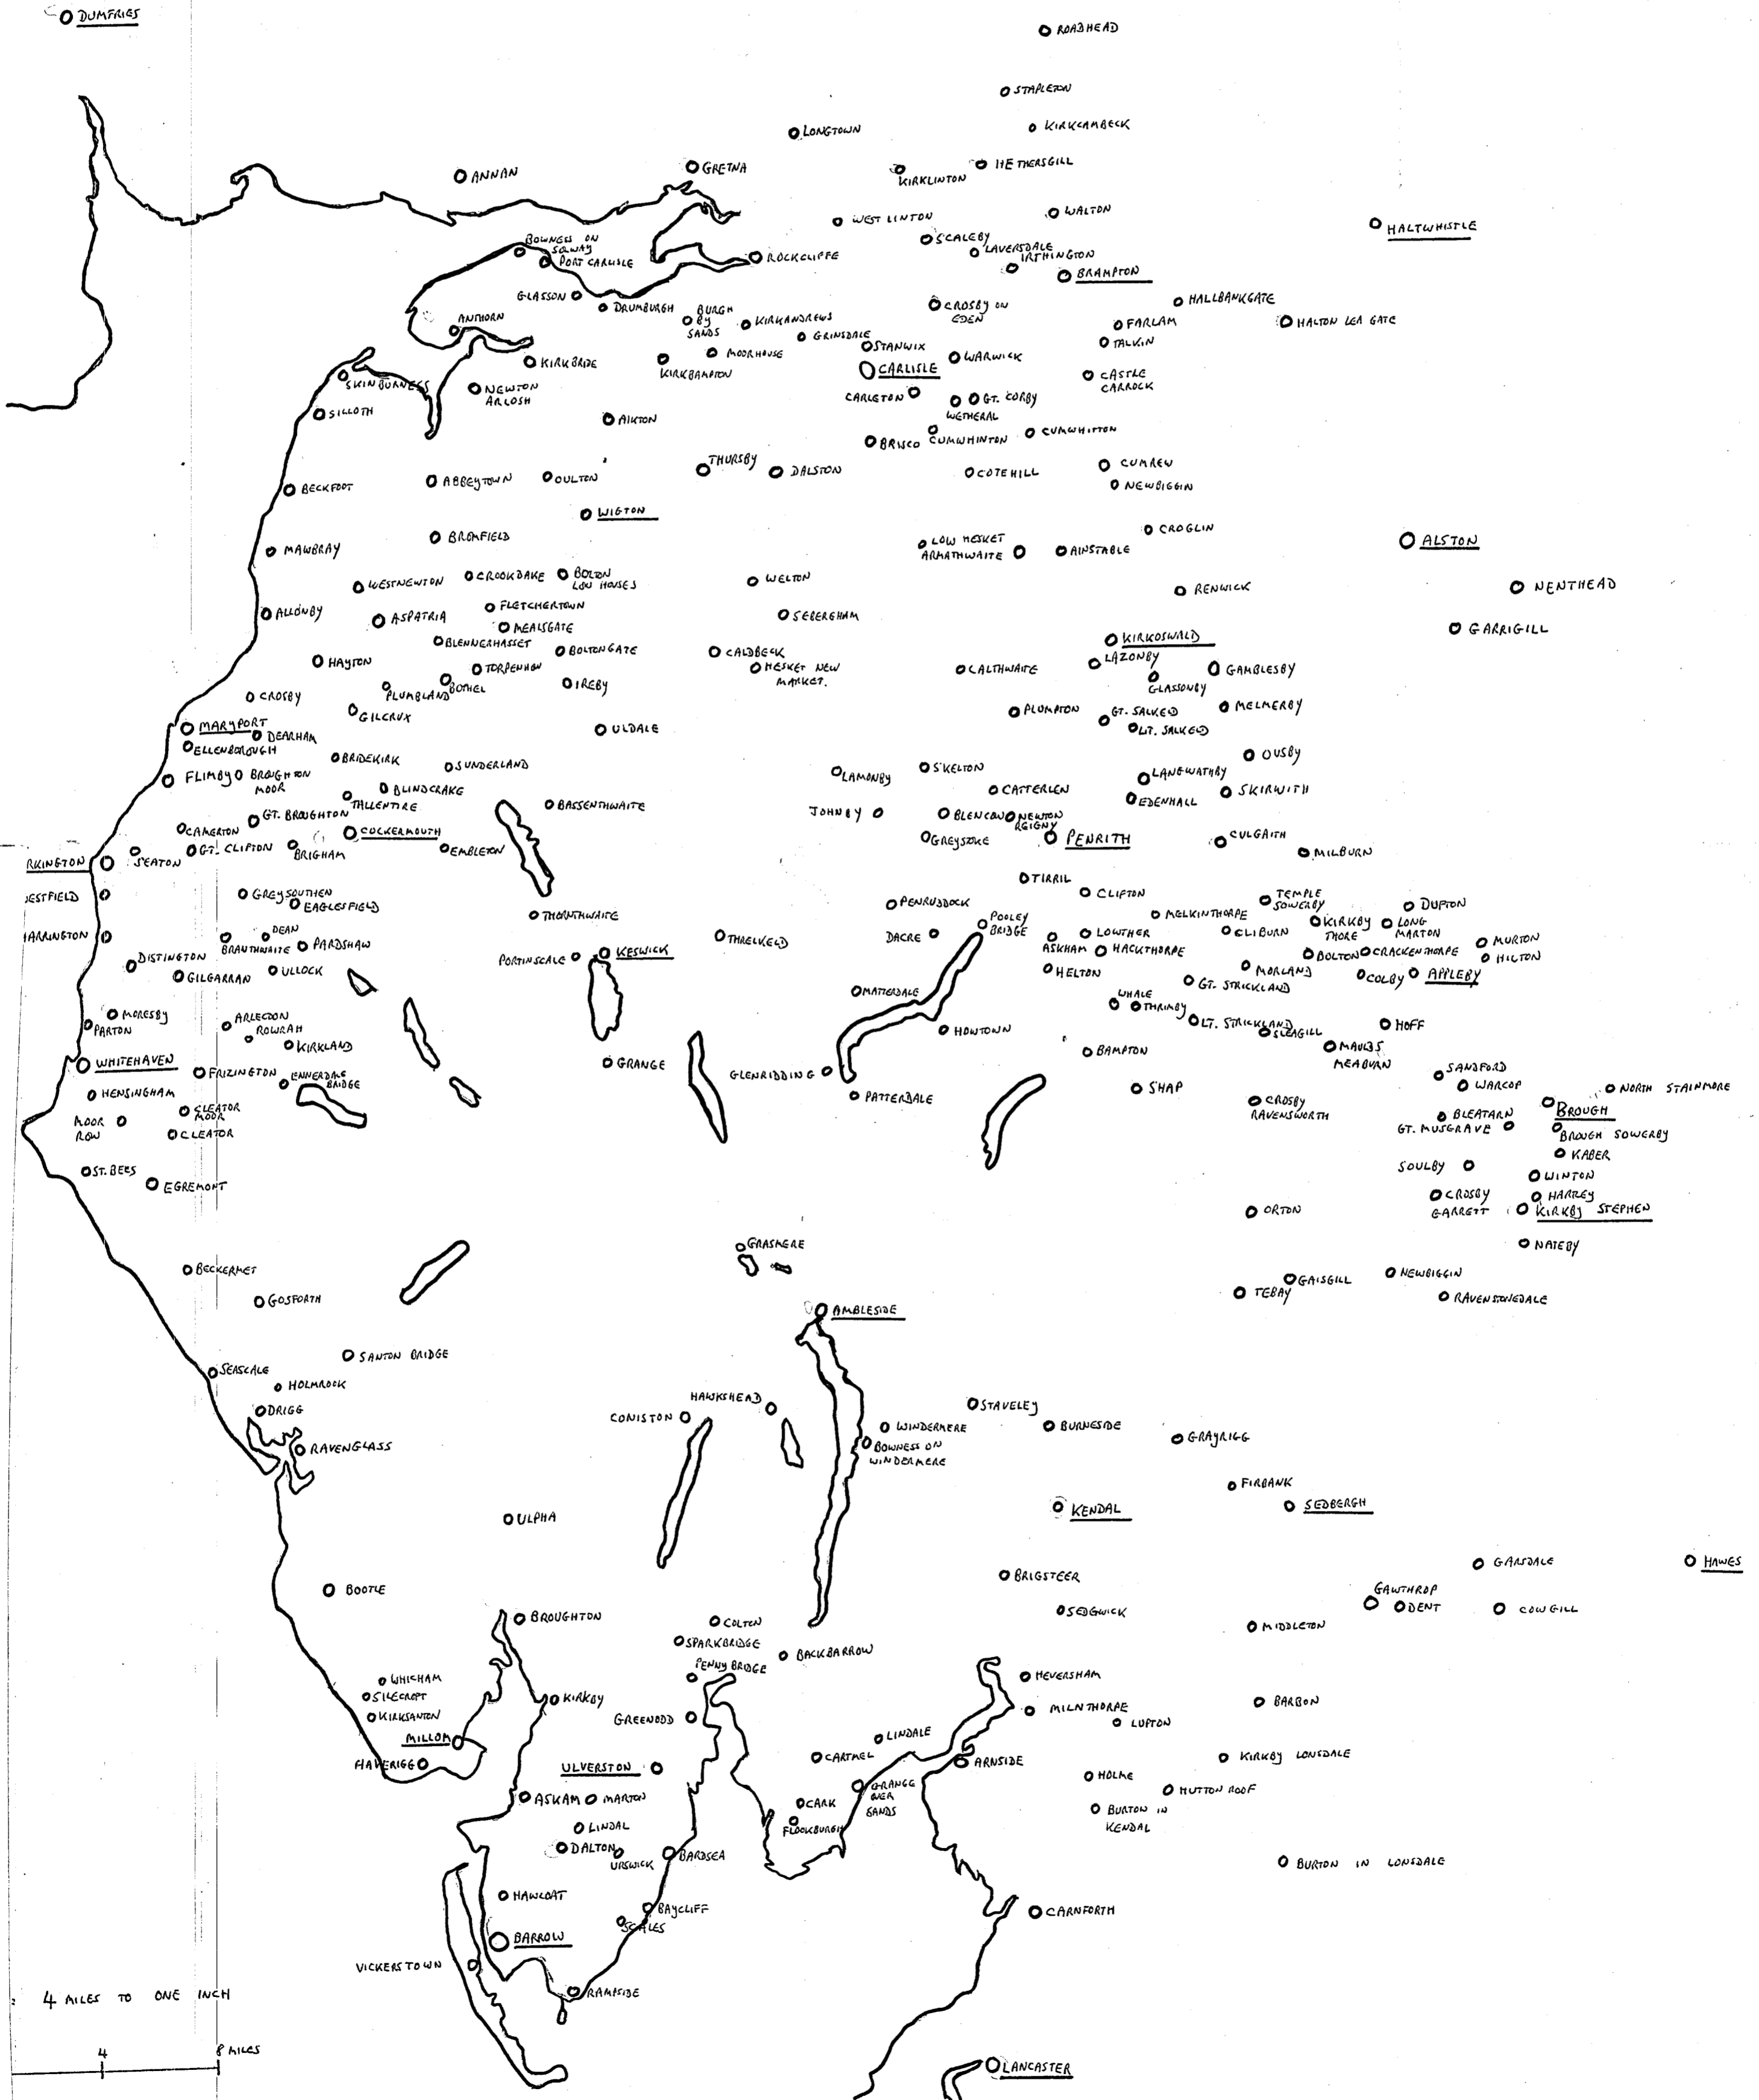 DUMFRIES
ROADHEAD
STAPLETON
LONGTOWN
KIRKCAMBECK
ANNAN
GRETNA
KIRKLINTON
HETHERSGILL
WEST LINTON
WALTON
HALTWHISTLE
BOWNESS ON
SOLWAY
PORT CARLISLE
ROCKCLIFFE
SCALEBY
LAVERSDALE
IRTHINGTON
BRAMPTON
GLASSON
DRUMBURGH
BURGH
BY
SANDS
KIRKANDREWS
GRINSDALE
CROSBY ON
EDEN
HALLBANKGATE
FARLAM
HALTON LEA GATE
ANTHORN
KIRKBRIDE
KIRKBAMPTON
MOORHOUSE
STANWIX
CARLISLE
WARWICK
TALKIN
CASTLE
CARROCK
SKINBURNESS
NEWTON
ARLOSH
CARLETON
GT. CORBY
WETHERAL
SILLOTH
AIKTON
BRISCO
CUMWHINTON
CUMWHITTON
BECKFOOT
ABBEYTOWN
OULTON
THURSBY
DALSTON
COTEHILL
CUMREW
NEWBIGGIN
WIGTON
MAWBRAY
BROMFIELD
LOW HESKET
ARMATHWAITE
AINSTABLE
CROGLIN
ALSTON
WESTNEWTON
CROOKDAKE
BOLTON
LOW HOUSES
WELTON
RENWICK
NENTHEAD
ALLONBY
ASPATRIA
FLETCHERTOWN
MEALSGATE
SEBERGHAM
GARRIGILL
BLENNERHASSET
BOLTONGATE
CALDBECK
HESKET NEW
MARKET.
KIRKOSWALD
LAZONBY
CALTHWAITE
GLASSONBY
GAMBLESBY
HAYTON
TORPENHOW
CROSBY
PLUMBLAND
BOTHEL
IREBY
GILCRUX
PLUMPTON
GT. SALKELD
LIT. SALKELD
MELMERBY
MARYPORT
DEARHAM
ELLENBOROUGH
ULDALE
BRIDEKIRK
SUNDERLAND
OUSBY
FLIMBY
BROUGHTON
MOOR
BLINDCRAKE
TALLENTIRE
BASSENTHWAITE
LAMONBY
SKELTON
CATTERLEN
LANGWATHBY
EDENHALL
SKIRWITH
GT. BROUGHTON
CAMERTON
COCKERMOUTH
JOHNBY
BLENCOW
NEWTON
REIGNY
GREYSTOKE
PENRITH
CULGAITH
MILBURN
RKINGTON
SEATON
GT. CLIFTON
BRIGHAM
EMBLETON
ESTFIELD
GREYSOUTHEN
EAGLESFIELD
THORNTHWAITE
TIRRIL
CLIFTON
PENRUDDOCK
POOLEY
BRIDGE
MELKINTHORPE
TEMPLE
SOWERBY
KIRKBY
THORE
LONG
MARTON
DUFTON
ARRINGTON
BRANTHWAITE
DEAN
PARDSHAW
THRELKELD
DACRE
ASKHAM
LOWTHER
HACKTHORPE
CLIBURN
BOLTON
CRACKENTHORPE
MURTON
HILTON
DISTINGTON
GILGARRAN
ULLOCK
PORTINSCALE
KESWICK
HELTON
GT. STRICKLAND
MORLAND
COLBY
APPLEBY
MATTERDALE
WHALE
THRIMBY
MORESBY
PARTON
ARLECDON
ROWRAH
KIRKLAND
HOWTOWN
LT. STRICKLAND
SLEAGILL
HOFF
MAULDS
MEABURN
WHITEHAVEN
FRIZINGTON
ENNERDALE
BRIDGE
GRANGE
GLENRIDDING
BAMPTON
SHAP
SANDFORD
WARCOP
NORTH STAINMORE
HENSINGHAM
CLEATOR
MOOR
PATTERDALE
CROSBY
RAVENSWORTH
BLEATARN
BROUGH
MOOR
ROW
CLEATOR
GT. MUSGRAVE
BROUGH SOWERBY
KABER
ST. BEES
EGREMONT
SOULBY
WINTON
CROSBY
GARRETT
HARTLEY
KIRKBY STEPHEN
ORTON
NATEBY
GRASMERE
BECKERMET
GOSFORTH
GAISGILL
TEBAY
NEWBIGGIN
RAVENSTONEDALE
AMBLESIDE
SANTON BRIDGE
SEASCALE
HOLMROOK
DRIGG
RAVENGLASS
HAWKSHEAD
CONISTON
WINDERMERE
BOWNESS ON
WINDERMERE
STAVELEY
BURNESIDE
GRAYRIGG
FIRBANK
KENDAL
SEDBERGH
ULPHA
BOOTLE
BRIGSTEER
GARSDALE
HAWES
GAWTHROP
DENT
COWGILL
SEDGWICK
MIDDLETON
BROUGHTON
COLTON
SPARKBRIDGE
PENNY BRIDGE
BACKBARROW
WHICHAM
SILECROFT
KIRKSANTON
KIRKBY
GREENODD
HEVERSHAM
MILNTHORPE
LUPTON
BARBON
MILLOM
HAVERIGG
ULVERSTON
LINDALE
CARTMEL
ARNSIDE
KIRKBY LONSDALE
ASKAM
MARTON
CARK
GRANGE
OVER
SANDS
HOLME
HUTTON ROOF
BURTON IN
KENDAL
LINDAL
FLOOKBURGH
DALTON
URSWICK
BARDSEA
BURTON IN LONSDALE
HAWCOAT
BAYCLIFF
SCALES
CARNFORTH
BARROW
VICKERSTOWN
RAMPSIDE
4 MILES TO ONE INCH
4
8 MILES
LANCASTER